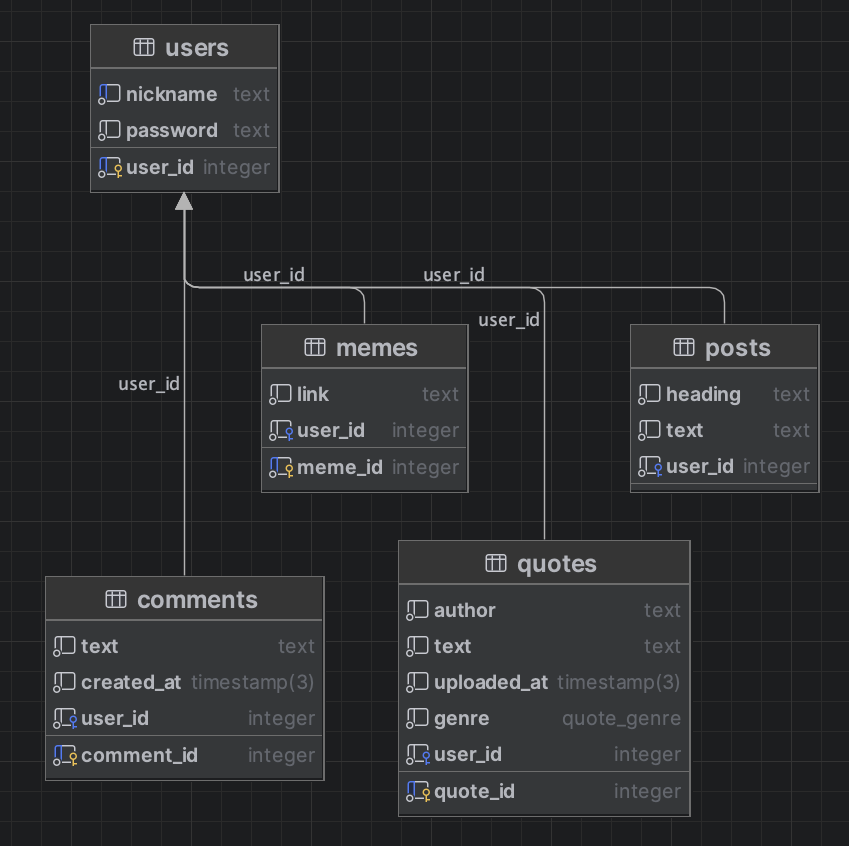 users
nickname text
password text
user_id integer
user_id user_id
user_id
user_id
memes
link text
user_id integer
meme_id integer
posts
heading text
text text
user_id integer
comments
text text
created_at timestamp(3)
user_id integer
comment_id integer
quotes
author text
text text
uploaded_at timestamp(3)
genre quote_genre
user_id integer
quote_id integer